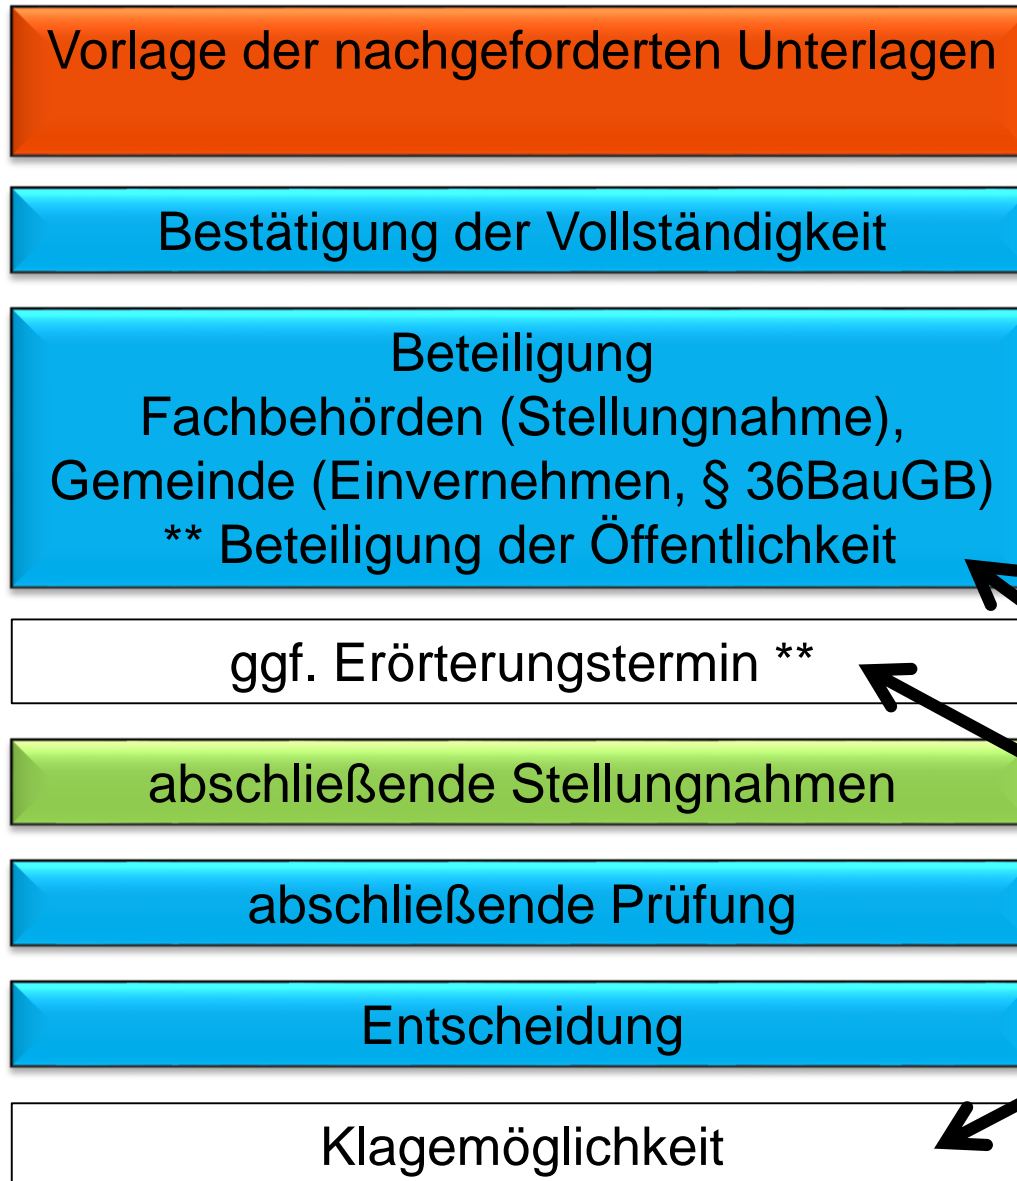 Vorlage der nachgeforderten Unterlagen
Bestätigung der Vollständigkeit
Beteiligung
Fachbehörden (Stellungnahme),
Gemeinde (Einvernehmen, § 36BauGB)
** Beteiligung der Öffentlichkeit
ggf. Erörterungstermin **
abschließende Stellungnahmen
abschließende Prüfung
Entscheidung
Klagemöglichkeit